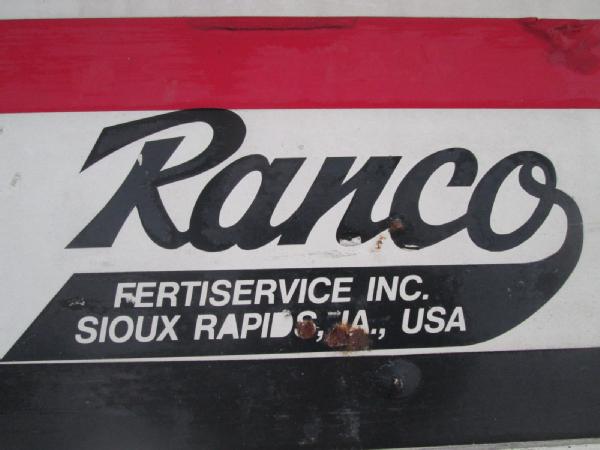 Ranco
FERTISERVICE INC.
SIOUX RAPIDS, IA., USA